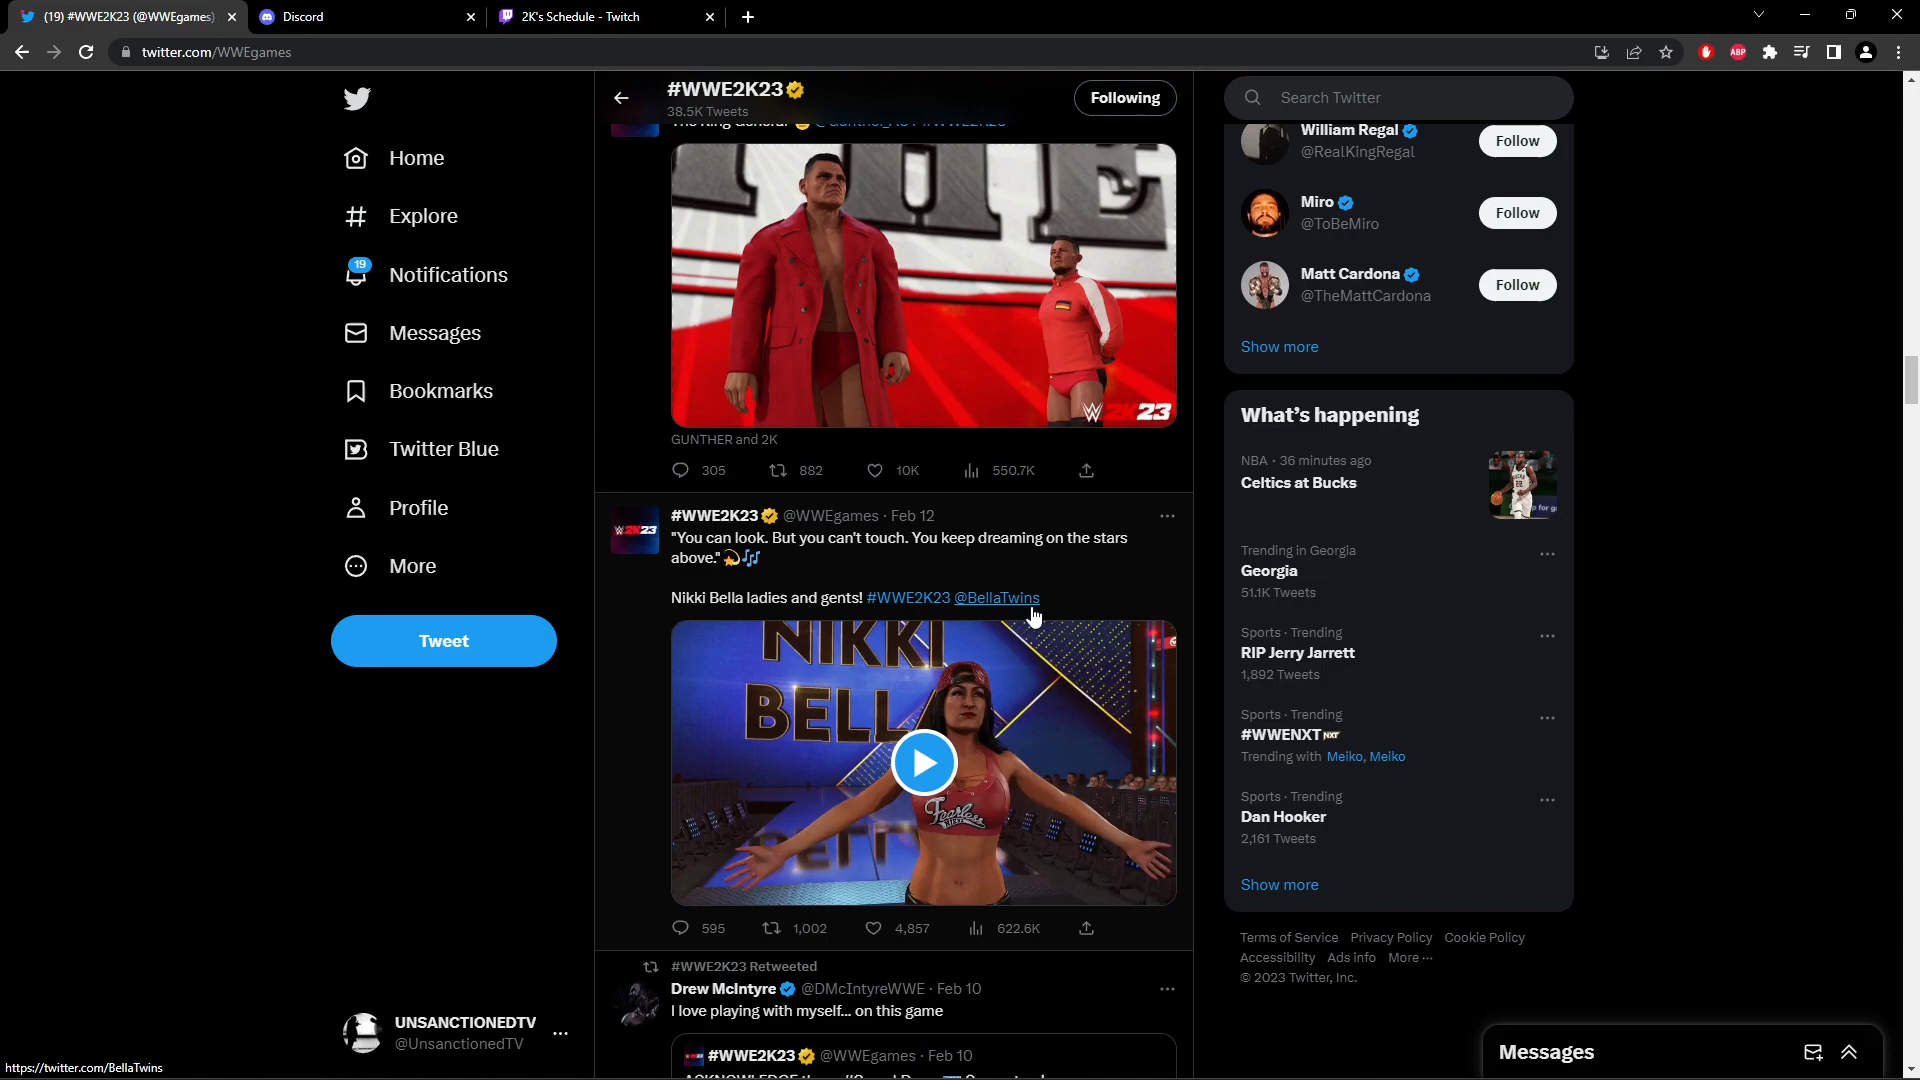 (19) #WWE2K23 (@WWEgames)
Discord
2K's Schedule - Twitch
twitter.com/WWEgames
ABP
Home
Explore
19
Notifications
Messages
Bookmarks
Twitter Blue
Profile
More
Tweet
UNSANCTIONEDTV
@UnsanctionedTV
https://twitter.com/BellaTwins
#WWE2K23
38.5K Tweets
Following
THE
2K23
GUNTHER and 2K
305 882 10K 550.7K
#WWE2K23 @WWEgames · Feb 12
"You can look. But you can't touch. You keep dreaming on the stars
above." 💫🎶
Nikki Bella ladies and gents! #WWE2K23 @BellaTwins
2K23
NIKKI
BELLA
Fearless
NIKKI
595 1,002 4,857 622.6K
#WWE2K23 Retweeted
Drew McIntyre @DMcIntyreWWE · Feb 10
I love playing with myself... on this game
#WWE2K23 @WWEgames · Feb 10
Search Twitter
William Regal
@RealKingRegal
Follow
Miro
@ToBeMiro
Follow
Matt Cardona
@TheMattCardona
Follow
Show more
What's happening
NBA · 36 minutes ago
Celtics at Bucks
22
Trending in Georgia
Georgia
51.1K Tweets
Sports · Trending
RIP Jerry Jarrett
1,892 Tweets
Sports · Trending
#WWENXT
Trending with Meiko, Meiko
Sports · Trending
Dan Hooker
2,161 Tweets
Show more
Terms of Service Privacy Policy Cookie Policy
Accessibility Ads info More ···
© 2023 Twitter, Inc.
Messages